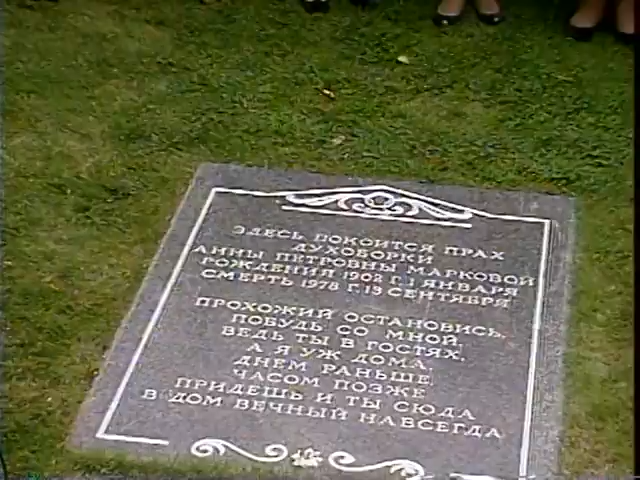 ЗДЕСЬ ПОКОИТСЯ ПРАХ
ДУХОБОРКИ
АННЫ ПЕТРОВНЫ МАРКОВОЙ
РОЖДЕНИЯ 1902 Г. 1 ЯНВАРЯ
СМЕРТЬ 1978 Г. 13 СЕНТЯБРЯ
ПРОХОЖИЙ ОСТАНОВИСЬ,
ПОБУДЬ СО МНОЙ,
ВЕДЬ ТЫ В ГОСТЯХ,
А Я УЖ ДОМА.
ДНЕМ РАНЬШЕ,
ЧАСОМ ПОЗЖЕ
ПРИДЕШЬ И ТЫ СЮДА
В ДОМ ВЕЧНЫЙ НАВСЕГДА